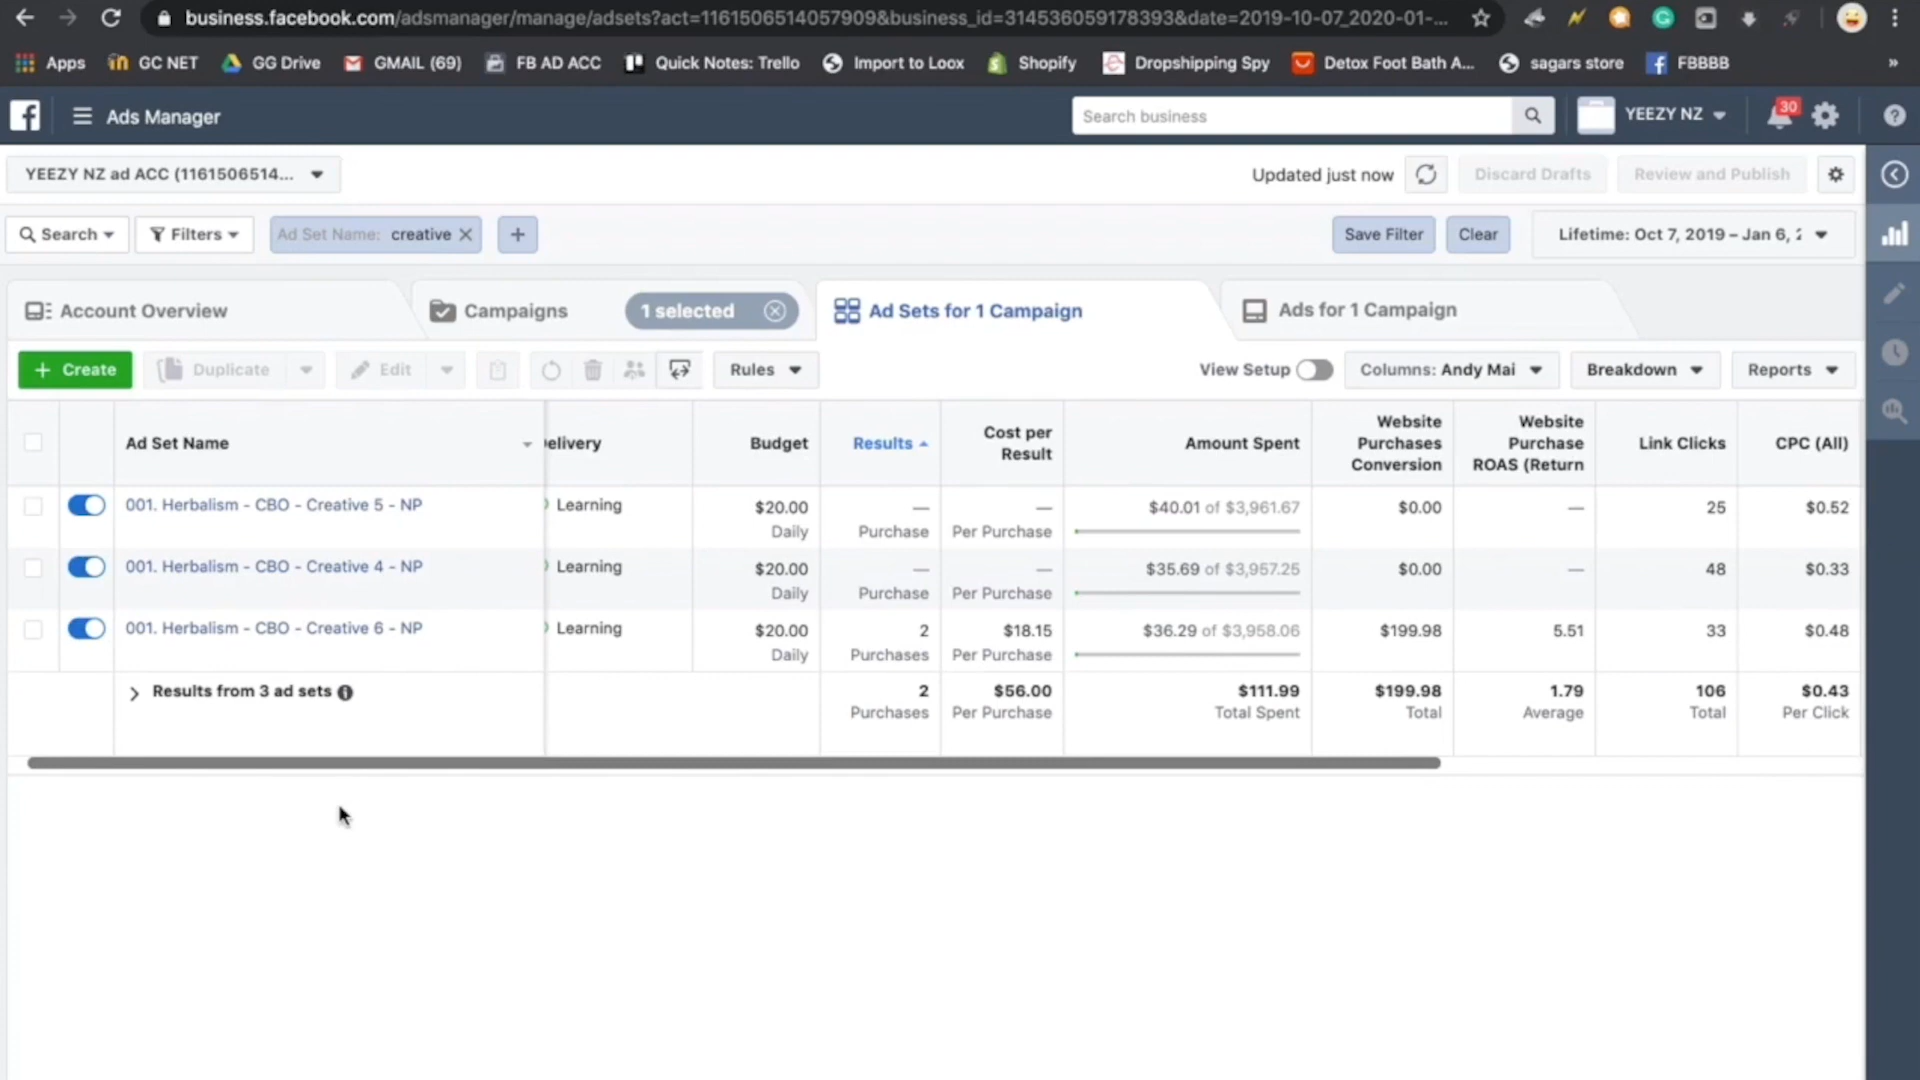 business.facebook.com/adsmanager/manage/adsets?act=1161506514057909&business_id=314536059178393&date=2019-10-07_2020-01-...
Apps GC NET GG Drive GMAIL (69) FB AD ACC Quick Notes: Trello Import to Loox Shopify Dropshipping Spy Detox Foot Bath A... sagars store FBBBB »
Ads Manager Search business YEEZY NZ 30
YEEZY NZ ad ACC (1161506514... Updated just now Discard Drafts Review and Publish
Search Filters Ad Set Name: creative Save Filter Clear Lifetime: Oct 7, 2019 – Jan 6, 2
Account Overview Campaigns 1 selected Ad Sets for 1 Campaign Ads for 1 Campaign
+ Create Duplicate Edit Rules View Setup Columns: Andy Mai Breakdown Reports
Ad Set Name elivery Budget Results Cost per Result Amount Spent Website Purchases Conversion Website Purchase ROAS (Return Link Clicks CPC (All)
001. Herbalism - CBO - Creative 5 - NP Learning $20.00 — — $40.01 of $3,961.67 $0.00 — 25 $0.52
Daily Purchase Per Purchase
001. Herbalism - CBO - Creative 4 - NP Learning $20.00 — — $35.69 of $3,957.25 $0.00 — 48 $0.33
Daily Purchase Per Purchase
001. Herbalism - CBO - Creative 6 - NP Learning $20.00 2 $18.15 $36.29 of $3,958.06 $199.98 5.51 33 $0.48
Daily Purchases Per Purchase
Results from 3 ad sets 2 $56.00 $111.99 $199.98 1.79 106 $0.43
Purchases Per Purchase Total Spent Total Average Total Per Click